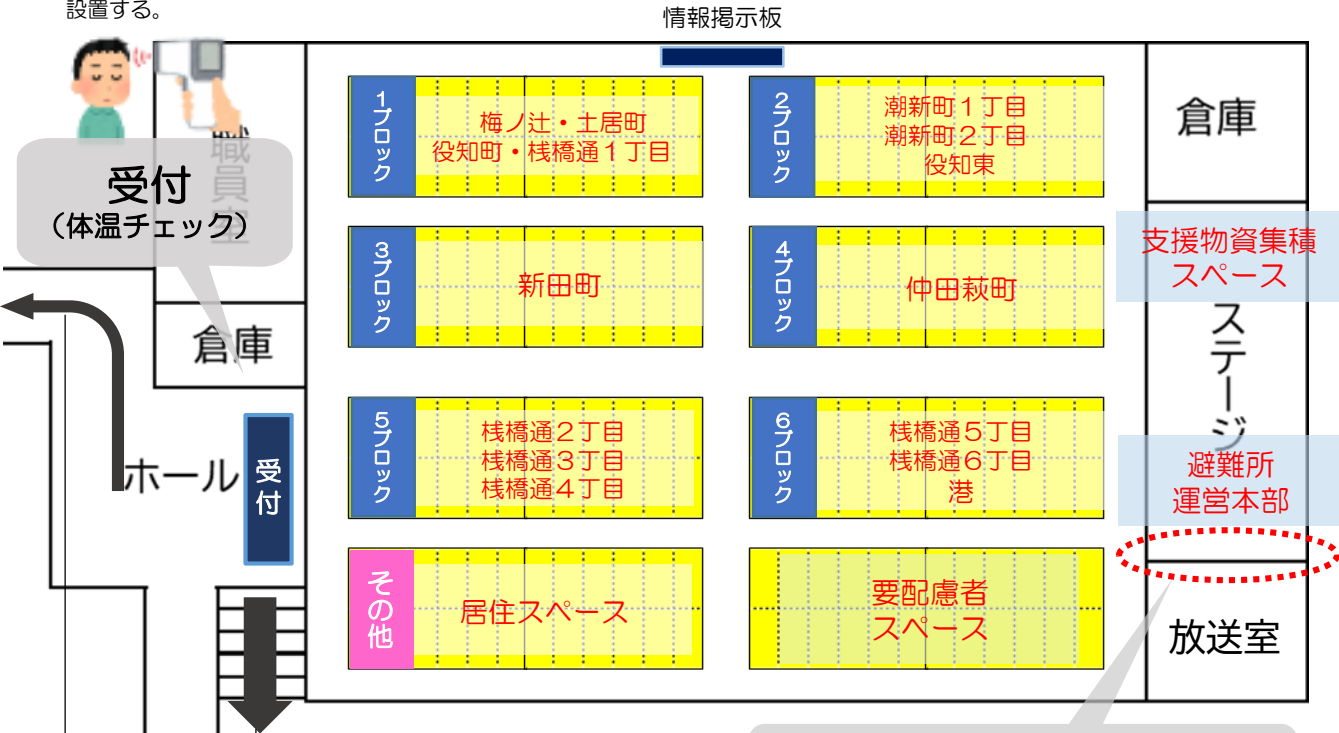 設置する。
情報掲示板
職員室
受付
（体温チェック）
倉庫
ホール
受付
1ブロック
梅ノ辻・土居町
役知町・桟橋通１丁目
2ブロック
潮新町１丁目
潮新町２丁目
役知東
3ブロック
新田町
4ブロック
仲田萩町
5ブロック
桟橋通２丁目
桟橋通３丁目
桟橋通４丁目
6ブロック
桟橋通５丁目
桟橋通６丁目
港
その他
居住スペース
要配慮者
スペース
倉庫
支援物資集積
スペース
ステージ
避難所
運営本部
放送室